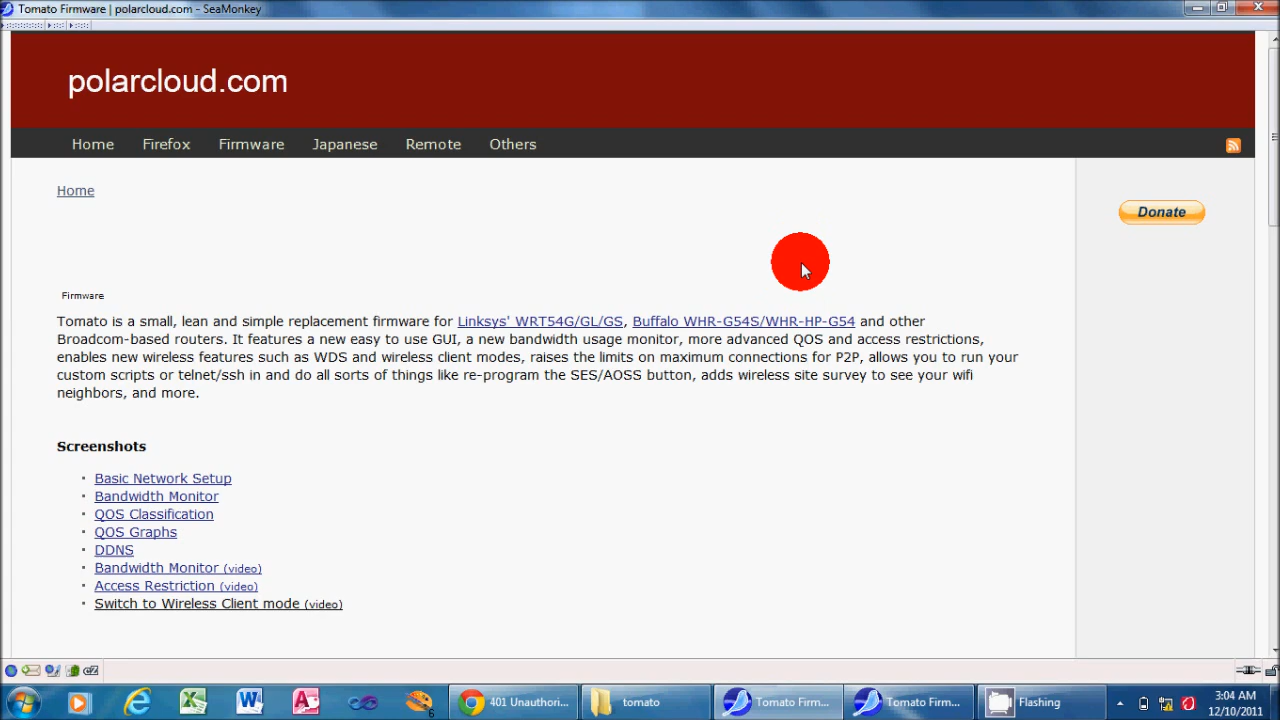 Tomato Firmware | polarcloud.com - SeaMonkey
polarcloud.com
Home Firefox Firmware Japanese Remote Others
Home
Donate
Firmware
Tomato is a small, lean and simple replacement firmware for Linksys' WRT54G/GL/GS, Buffalo WHR-G54S/WHR-HP-G54 and other
Broadcom-based routers. It features a new easy to use GUI, a new bandwidth usage monitor, more advanced QOS and access restrictions,
enables new wireless features such as WDS and wireless client modes, raises the limits on maximum connections for P2P, allows you to run your
custom scripts or telnet/ssh in and do all sorts of things like re-program the SES/AOSS button, adds wireless site survey to see your wifi
neighbors, and more.
Screenshots
Basic Network Setup
Bandwidth Monitor
QOS Classification
QOS Graphs
DDNS
Bandwidth Monitor (video)
Access Restriction (video)
Switch to Wireless Client mode (video)
401 Unauthori... tomato Tomato Firm... Tomato Firm... Flashing
3:04 AM
12/10/2011